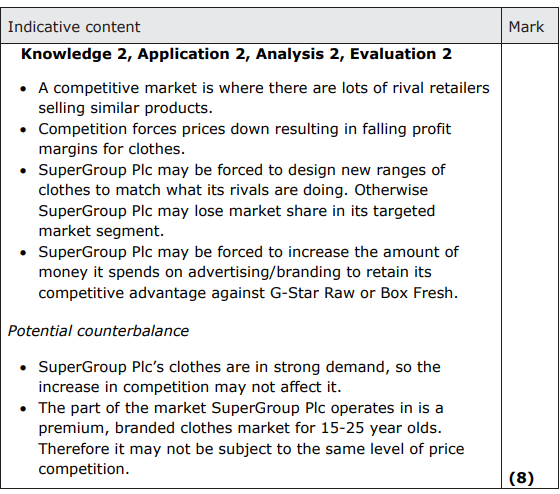 Indicative content
Mark
Knowledge 2, Application 2, Analysis 2, Evaluation 2
• A competitive market is where there are lots of rival retailers
selling similar products.
• Competition forces prices down resulting in falling profit
margins for clothes.
• SuperGroup Plc may be forced to design new ranges of
clothes to match what its rivals are doing. Otherwise
SuperGroup Plc may lose market share in its targeted
market segment.
• SuperGroup Plc may be forced to increase the amount of
money it spends on advertising/branding to retain its
competitive advantage against G-Star Raw or Box Fresh.
Potential counterbalance
• SuperGroup Plc’s clothes are in strong demand, so the
increase in competition may not affect it.
• The part of the market SuperGroup Plc operates in is a
premium, branded clothes market for 15-25 year olds.
Therefore it may not be subject to the same level of price
competition.
(8)